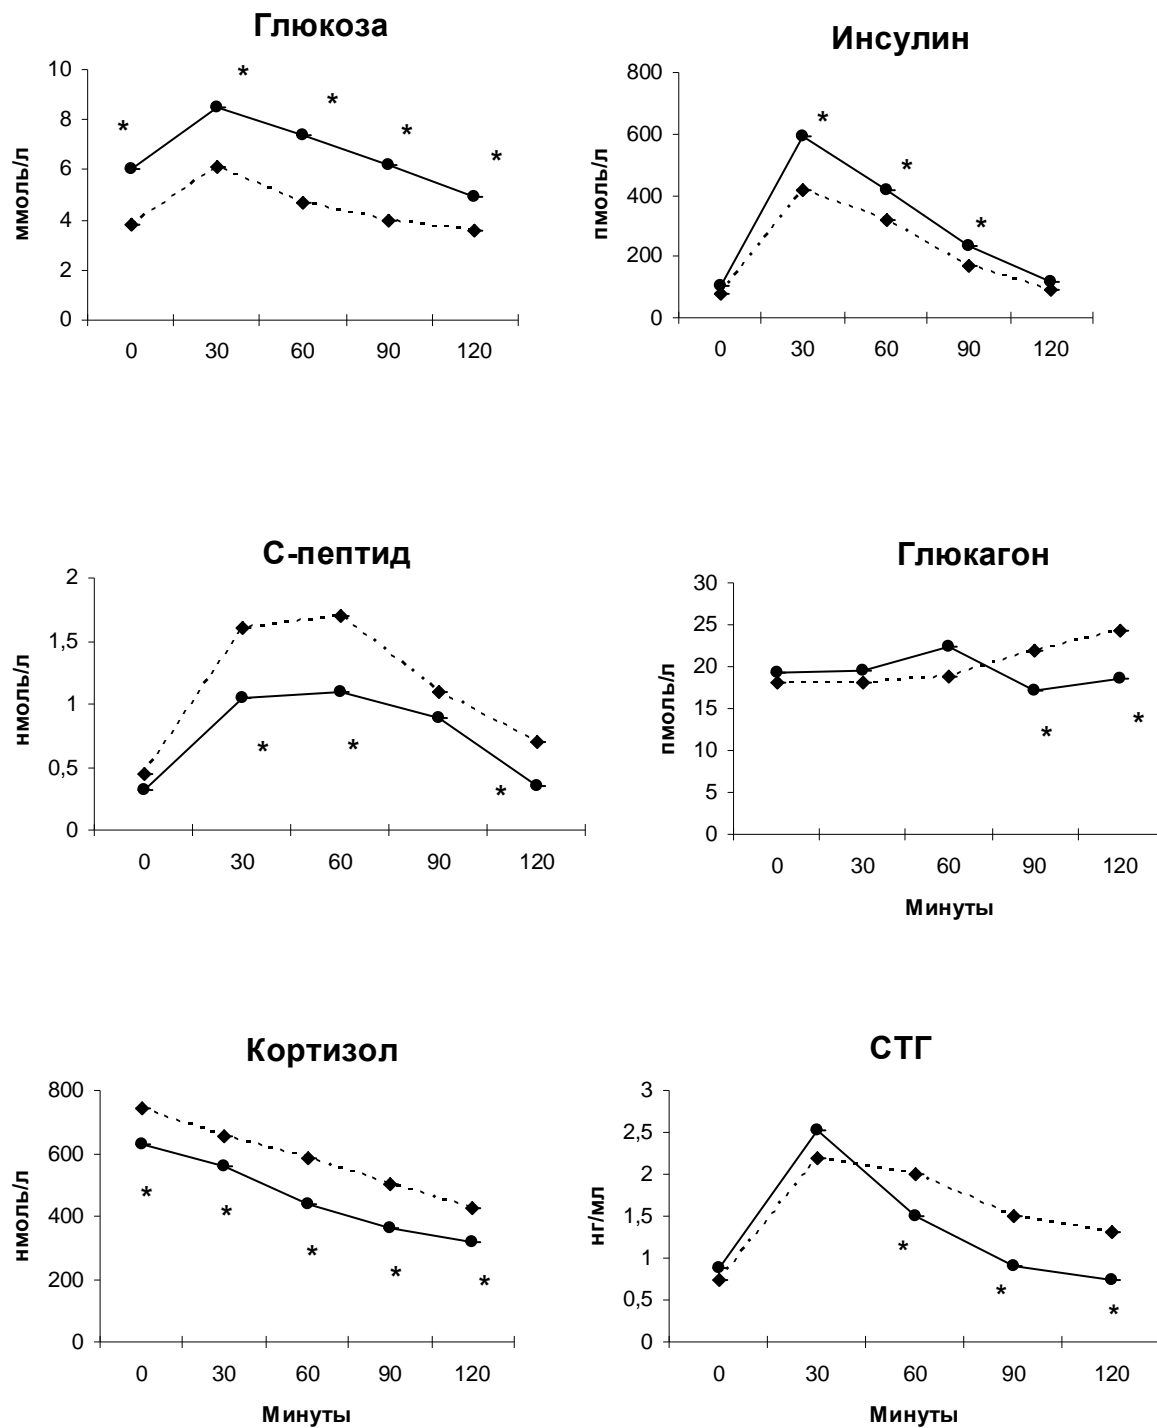 Глюкоза
ммоль/л
10
8
6
4
2
0
* * * * *
0 30 60 90 120
Инсулин
пмоль/л
800
600
400
200
0
* * *
0 30 60 90 120
С-пептид
нмоль/л
2
1,5
1
0,5
0
* * *
0 30 60 90 120
Глюкагон
пмоль/л
30
25
20
15
10
5
0
* *
0 30 60 90 120
Минуты
Кортизол
нмоль/л
800
600
400
200
0
* * * * *
0 30 60 90 120
Минуты
СТГ
нг/мл
3
2,5
2
1,5
1
0,5
0
* * *
0 30 60 90 120
Минуты